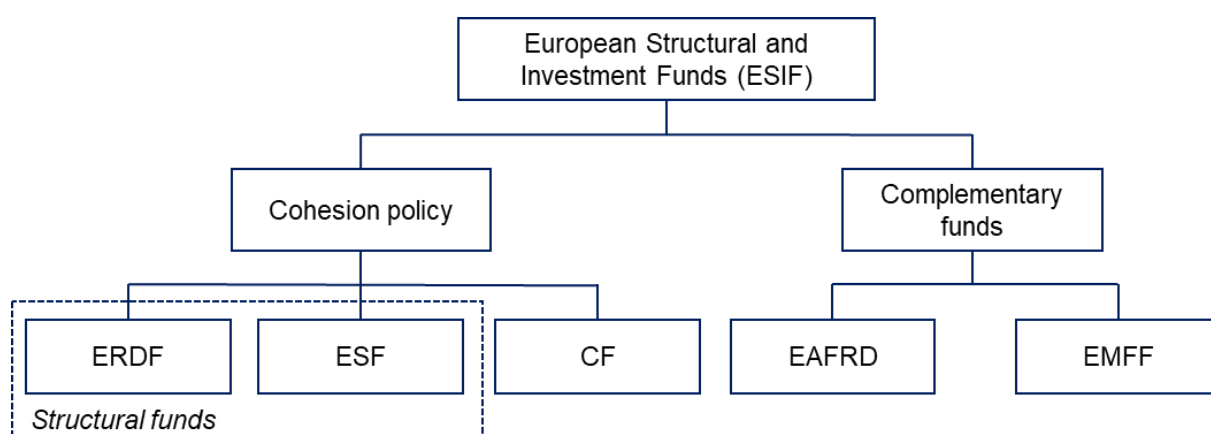 European Structural and
Investment Funds (ESIF)
Cohesion policy
Complementary
funds
ERDF
ESF
CF
EAFRD
EMFF
Structural funds